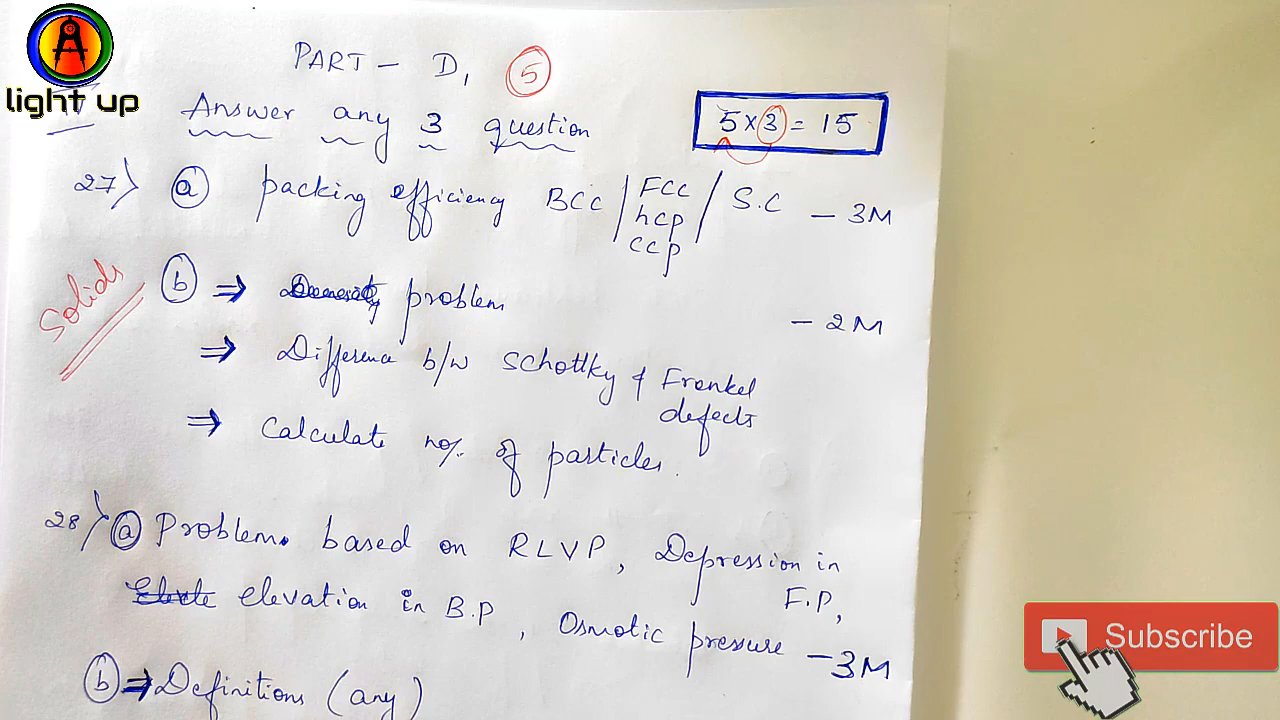 light up
PART - D, 5
Answer any 3 question
5×3 = 15
27> a packing efficiency BCC / FCC hcp ccp / S.C - 3M
Solids
b ⇒ problem - 2M
⇒ Difference b/w Schottky & Frenkel defects
⇒ Calculate no/. of particles.
28> a Problem. based on RLVP, Depression in F.P,
elevation in B.P, Osmotic pressure - 3M
b ⇒ Definitions (any)
Subscribe